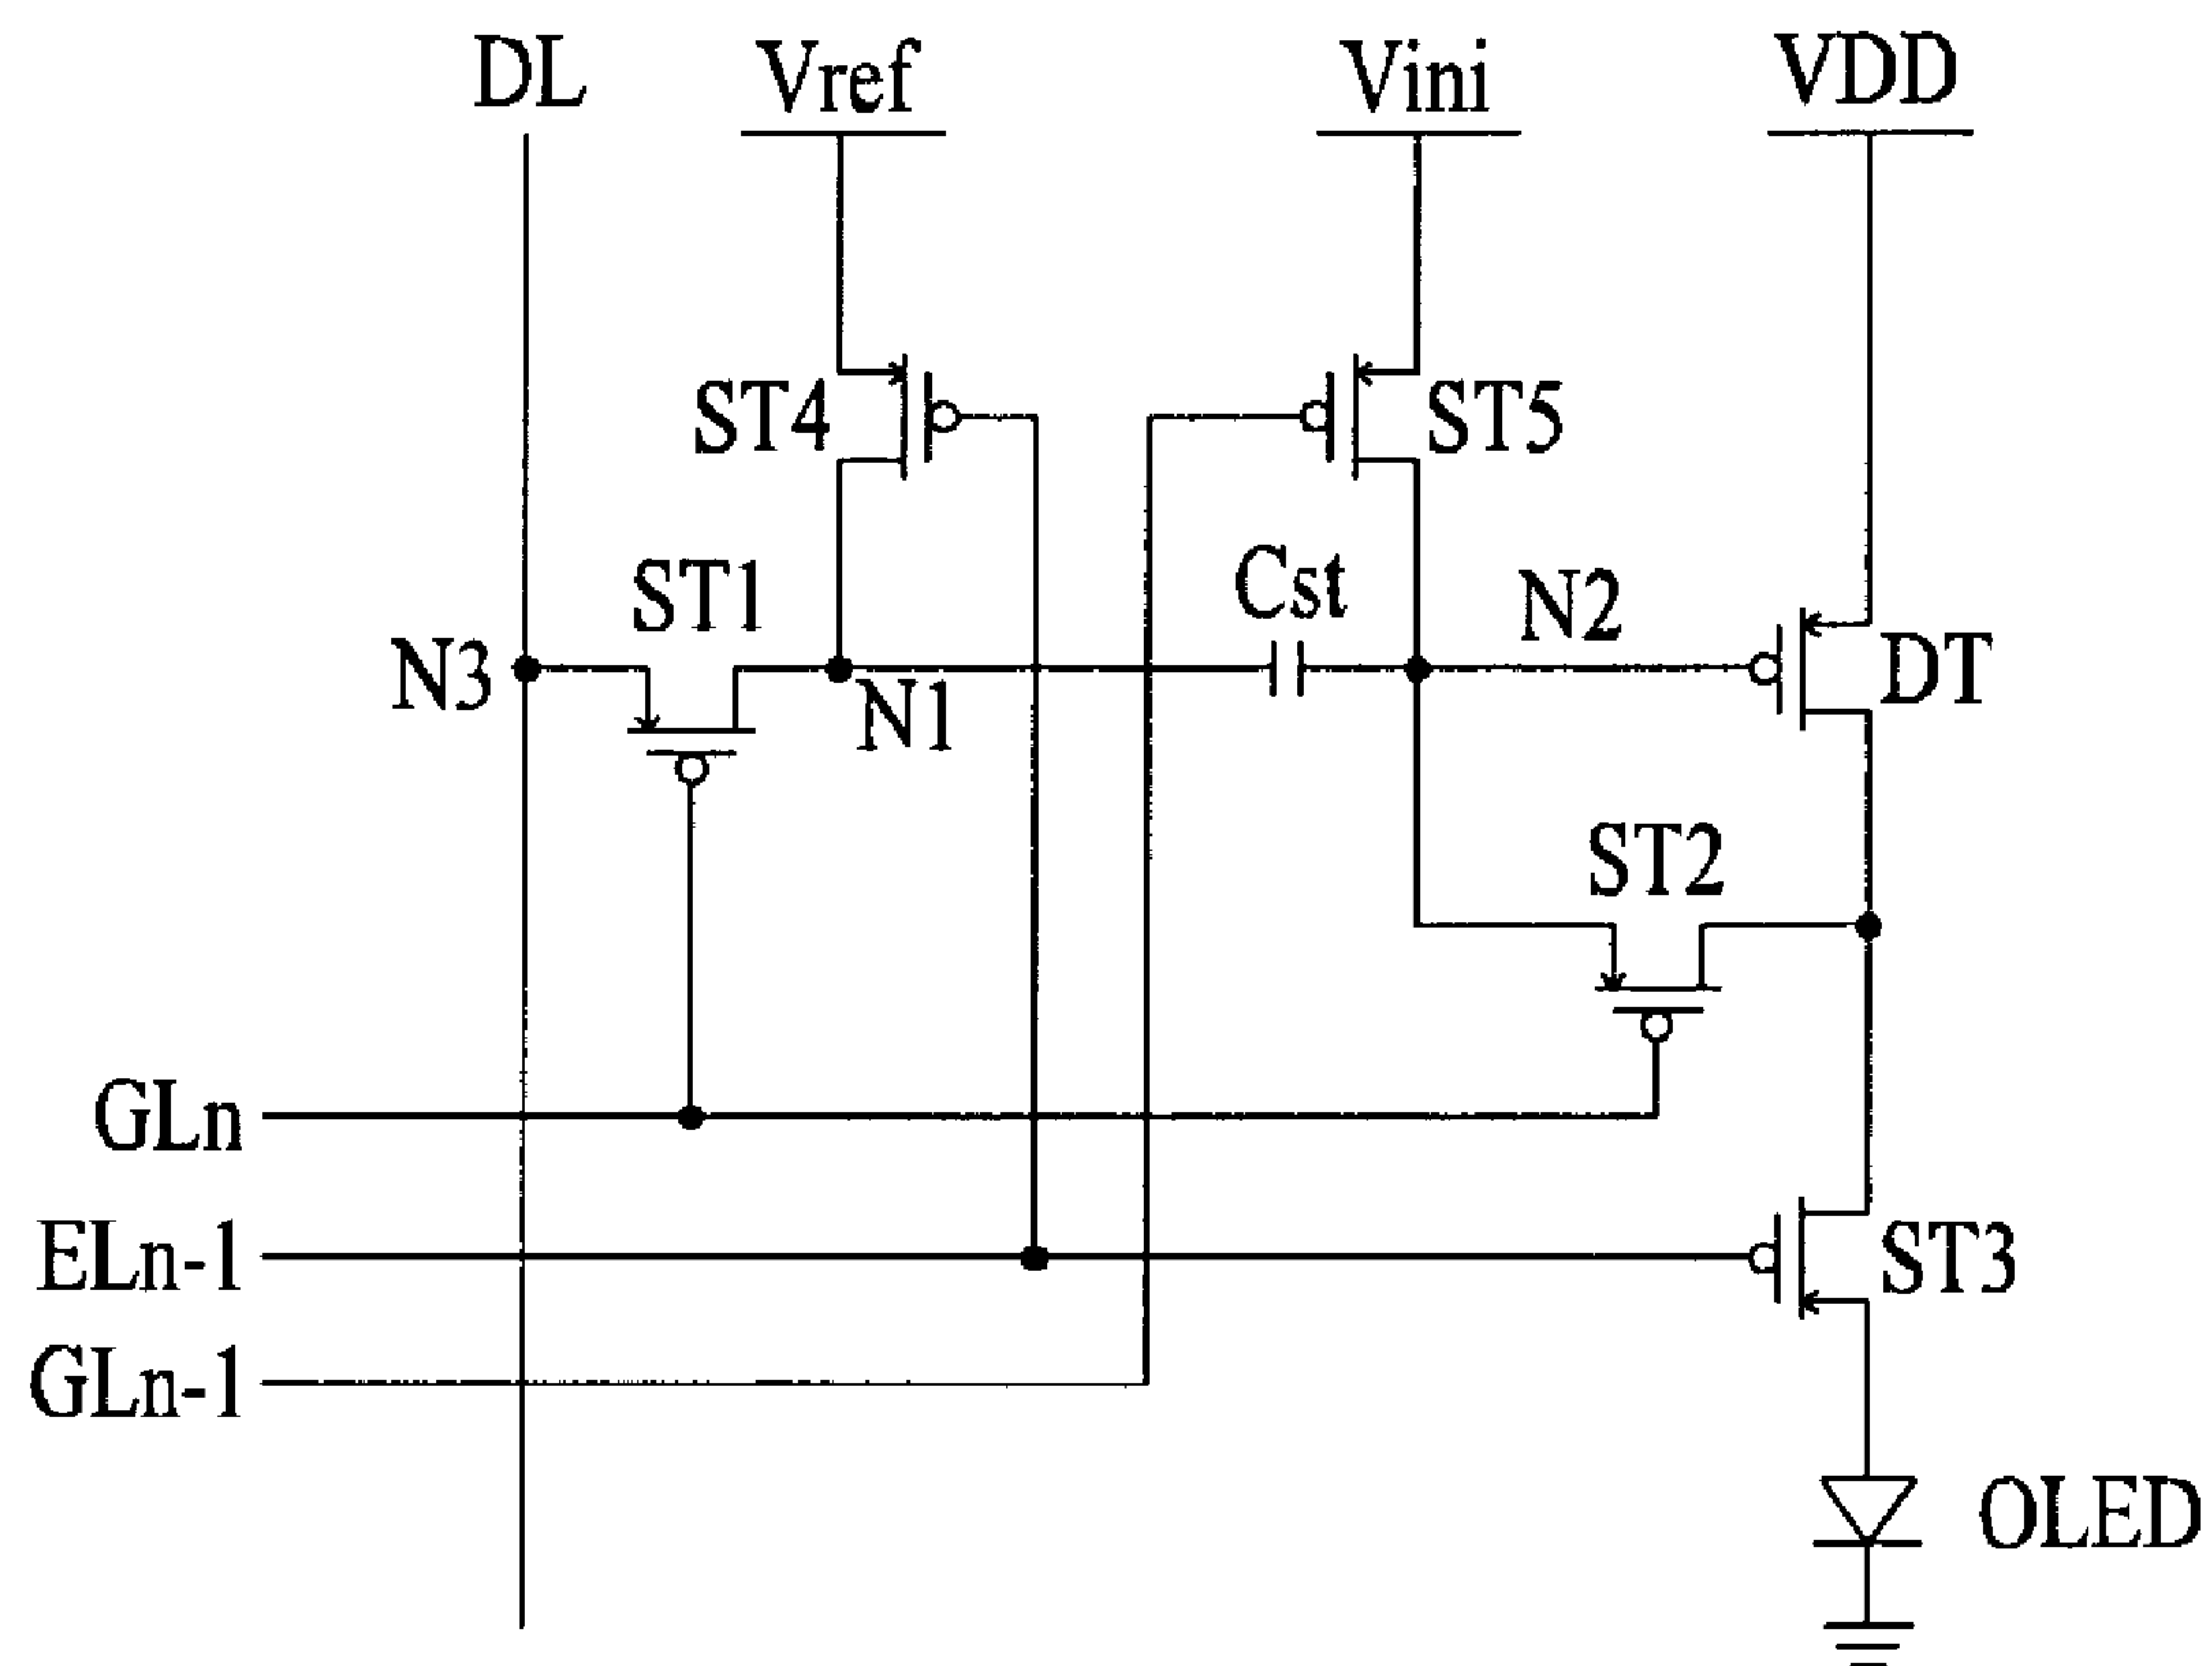 DL
Vref
Vini
VDD
ST4
ST5
ST1
Cst
N2
N3
N1
DT
ST2
GLn
ELn-1
ST3
GLn-1
OLED